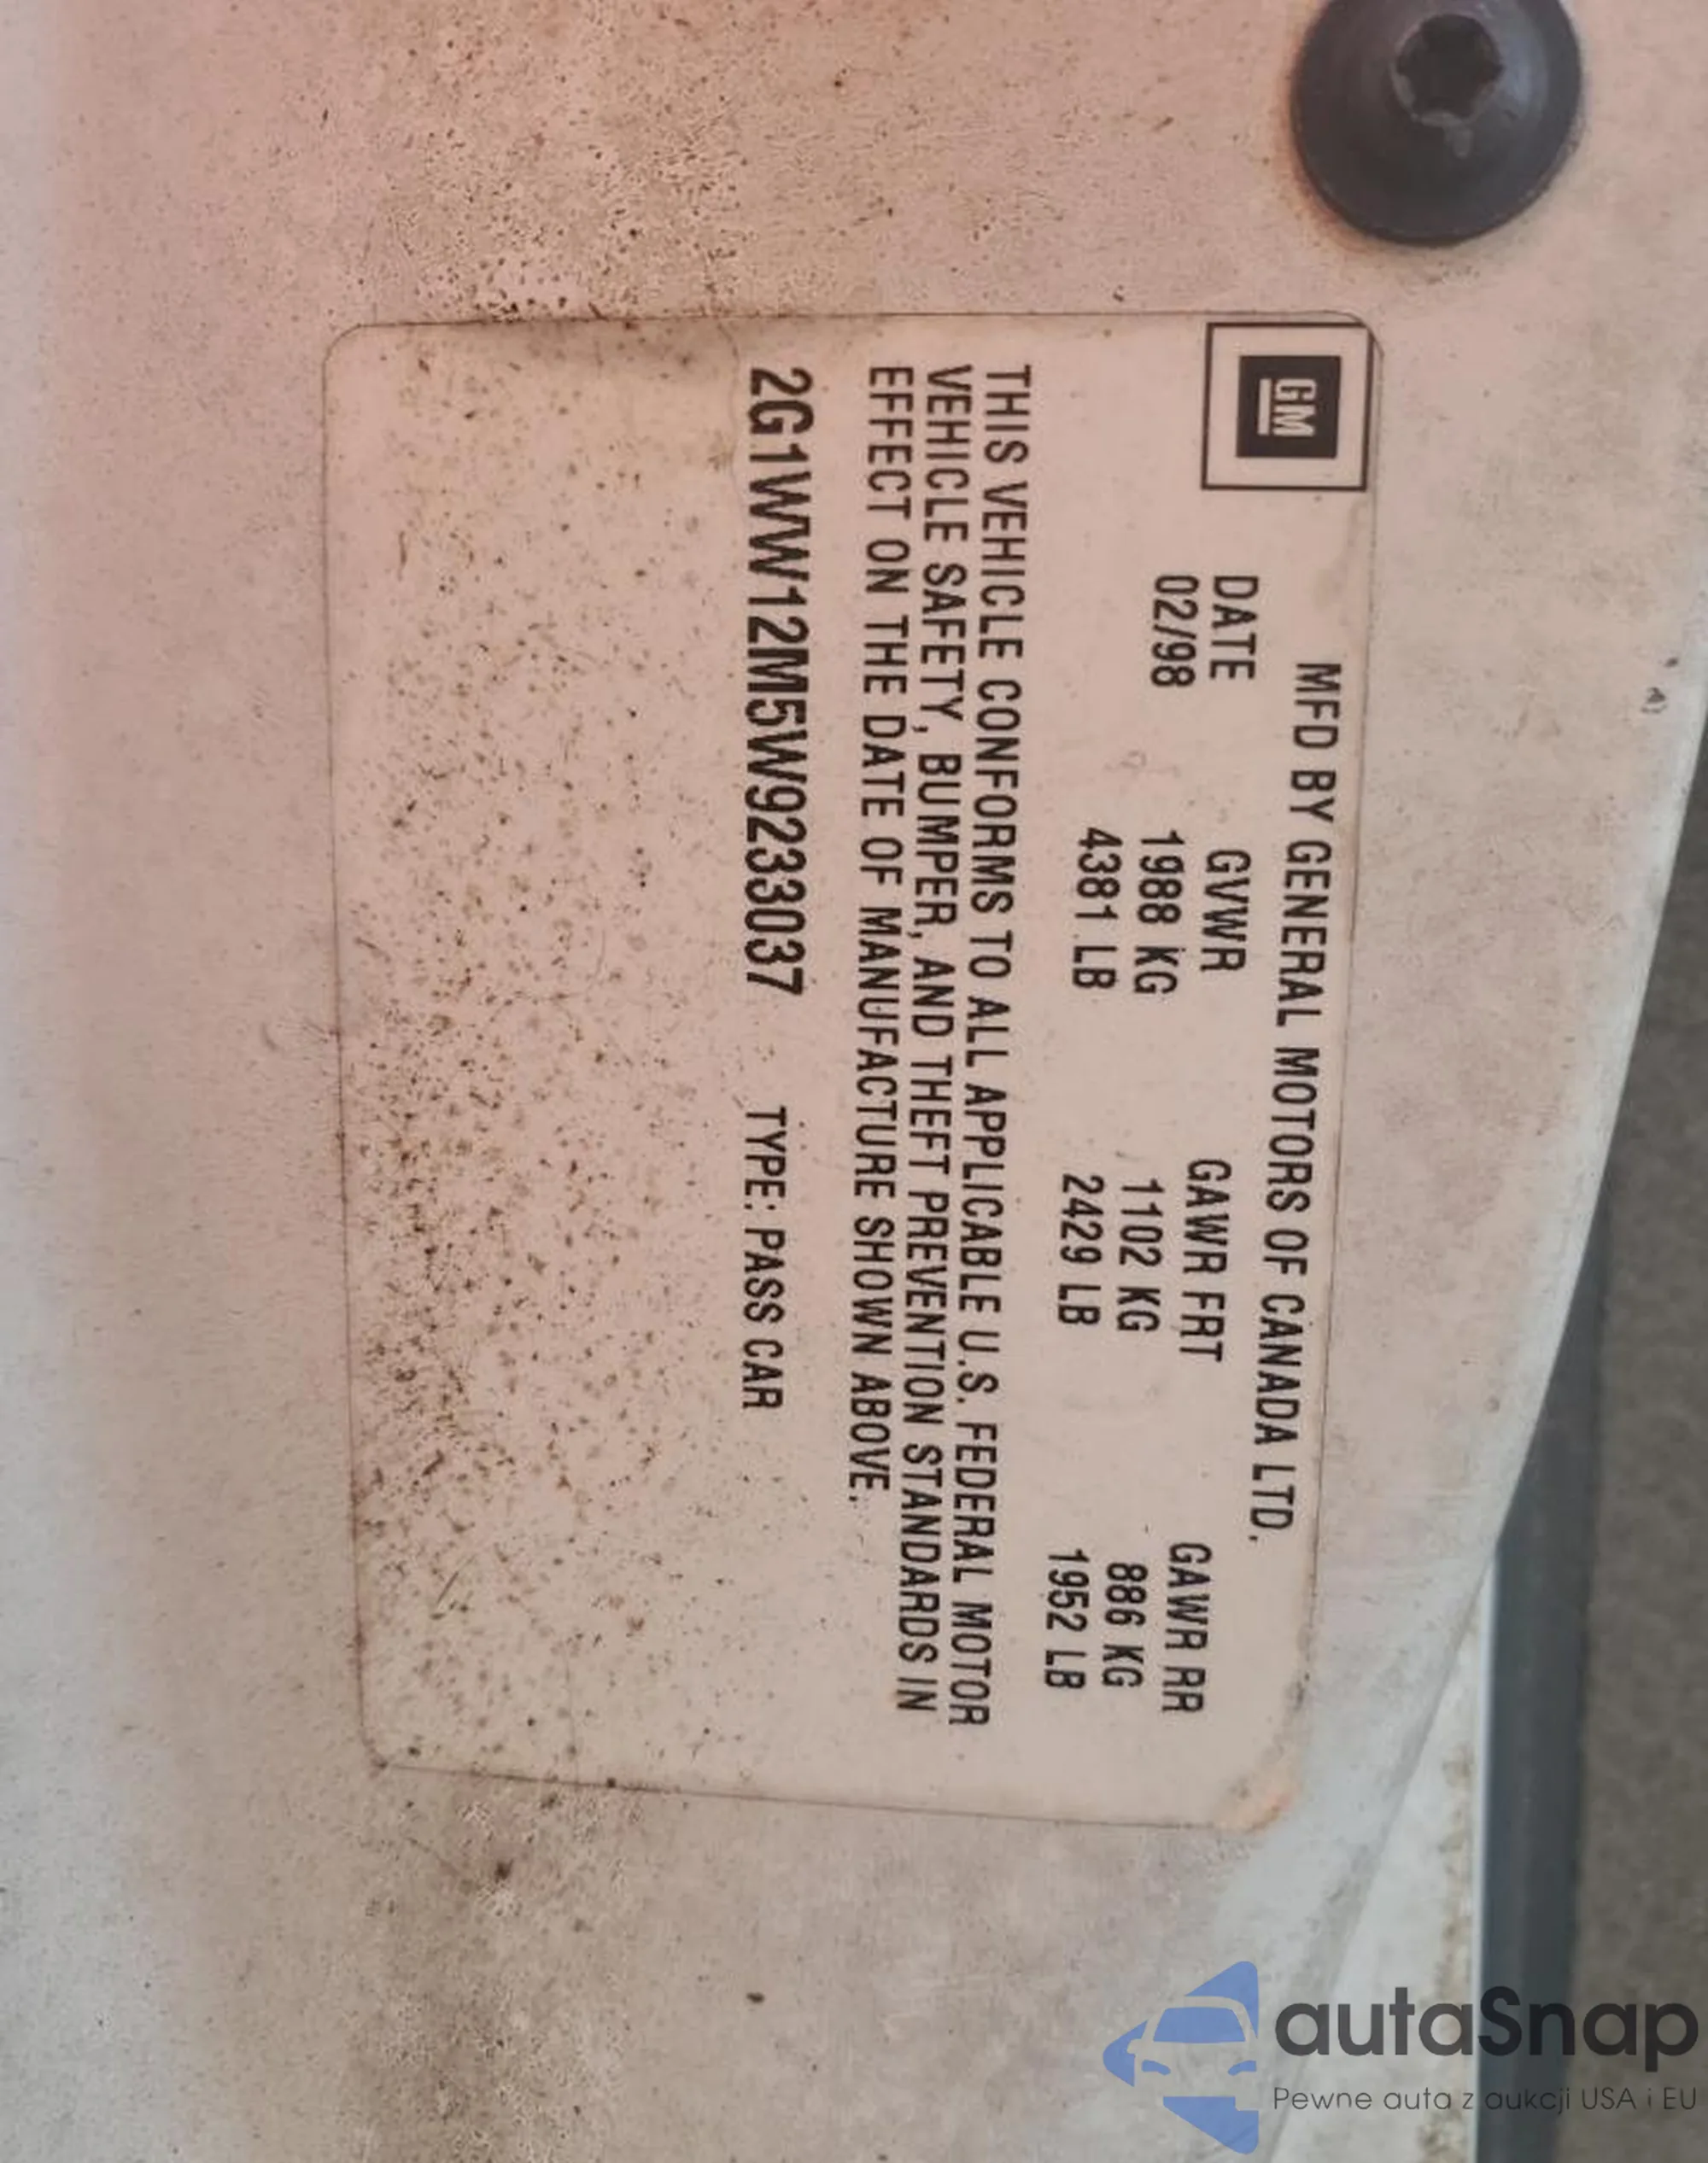 GM
MFD BY GENERAL MOTORS OF CANADA LTD.
DATE GVWR GAWR FRT GAWR RR
02/98 1988 KG 1102 KG 886 KG
4381 LB 2429 LB 1952 LB
THIS VEHICLE CONFORMS TO ALL APPLICABLE U.S. FEDERAL MOTOR
VEHICLE SAFETY, BUMPER, AND THEFT PREVENTION STANDARDS IN
EFFECT ON THE DATE OF MANUFACTURE SHOWN ABOVE.
2G1WW12M5W9233037 TYPE: PASS CAR
autaSnap
Pewne auta z aukcji USA i EU